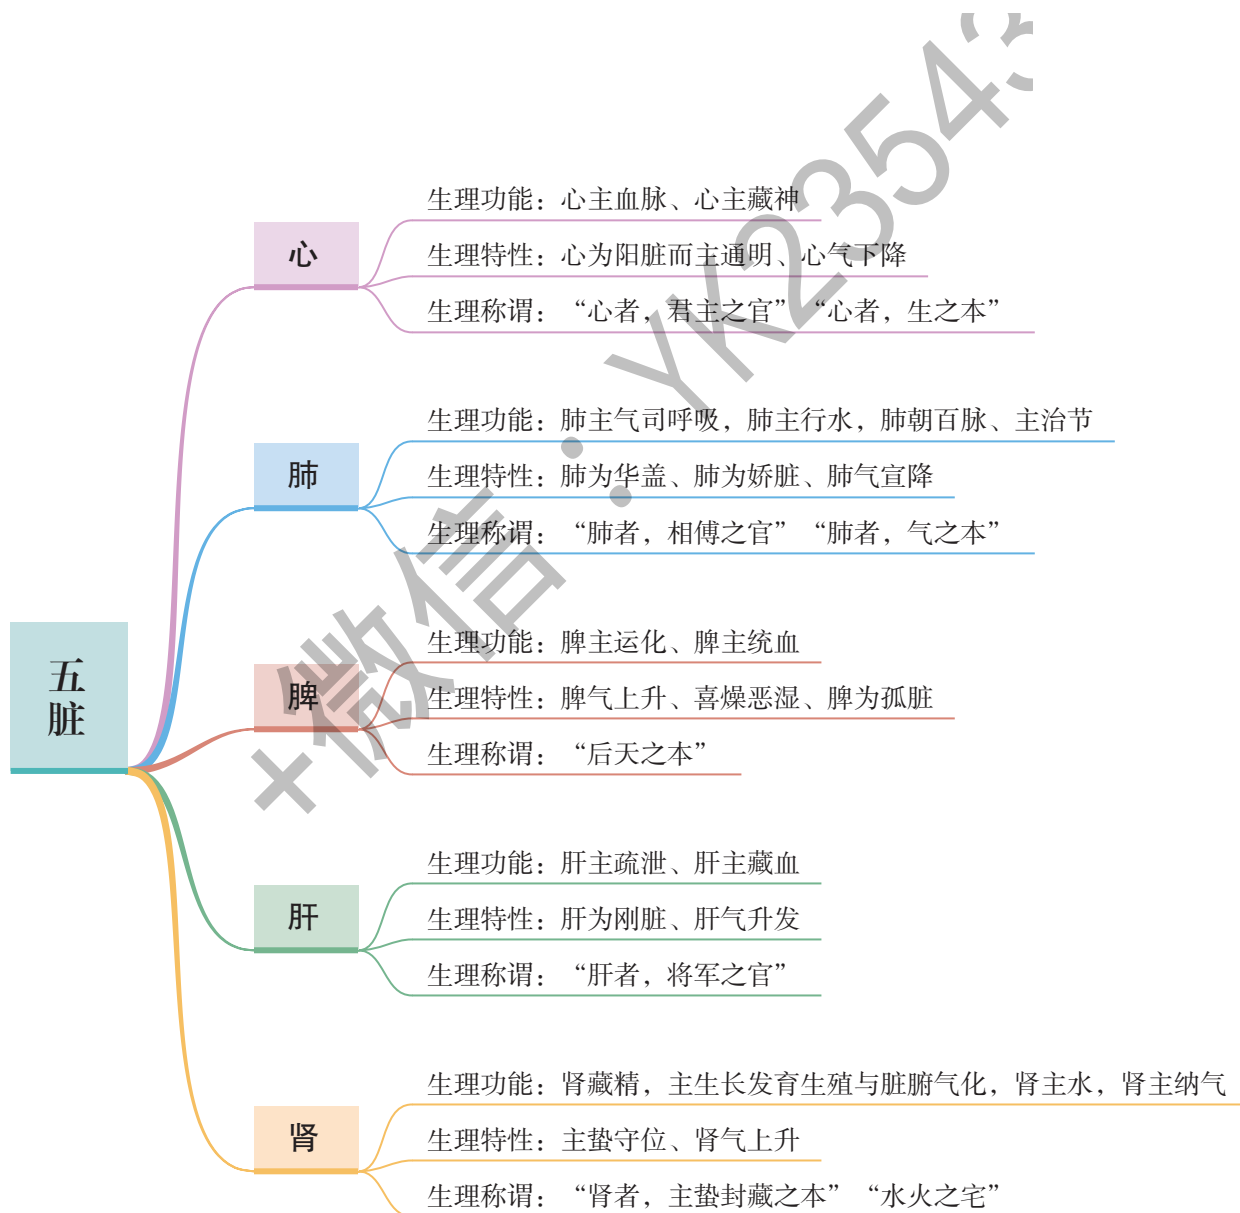 五脏
心
生理功能：心主血脉、心主藏神
生理特性：心为阳脏而主通明、心气下降
生理称谓：“心者，君主之官”“心者，生之本”
肺
生理功能：肺主气司呼吸，肺主行水，肺朝百脉、主治节
生理特性：肺为华盖、肺为娇脏、肺气宣降
生理称谓：“肺者，相傅之官”“肺者，气之本”
脾
生理功能：脾主运化、脾主统血
生理特性：脾气上升、喜燥恶湿、脾为孤脏
生理称谓：“后天之本”
肝
生理功能：肝主疏泄、肝主藏血
生理特性：肝为刚脏、肝气升发
生理称谓：“肝者，将军之官”
肾
生理功能：肾藏精，主生长发育生殖与脏腑气化，肾主水，肾主纳气
生理特性：主蛰守位、肾气上升
生理称谓：“肾者，主蛰封藏之本”“水火之宅”
+微信：YK23543